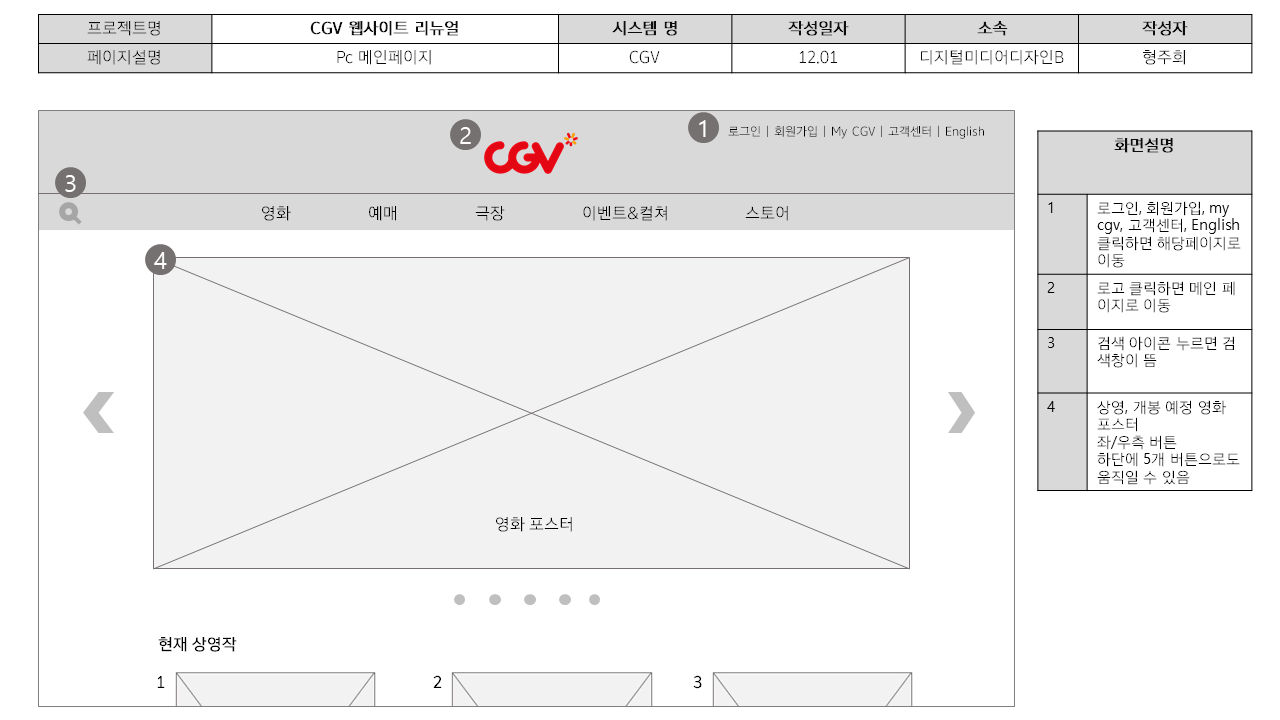 프로젝트명 CGV 웹사이트 리뉴얼 시스템 명 작성일자 소속 작성자
페이지설명 Pc 메인페이지 CGV 12.01 디지털미디어디자인B 형주희
2 CGV
1 로그인 | 회원가입 | My CGV | 고객센터 | English
3
영화 예매 극장 이벤트&컬쳐 스토어
4
영화 포스터
현재 상영작
1 2 3
화면설명
1 로그인, 회원가입, my
cgv, 고객센터, English
클릭하면 해당페이지로
이동
2 로고 클릭하면 메인 페
이지로 이동
3 검색 아이콘 누르면 검
색창이 뜸
4 상영, 개봉 예정 영화
포스터
좌/우측 버튼
하단에 5개 버튼으로도
움직일 수 있음